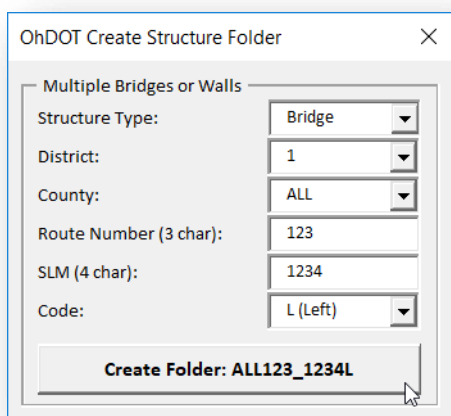 OhDOT Create Structure Folder
Multiple Bridges or Walls
Structure Type: Bridge
District: 1
County: ALL
Route Number (3 char): 123
SLM (4 char): 1234
Code: L (Left)
Create Folder: ALL123_1234L